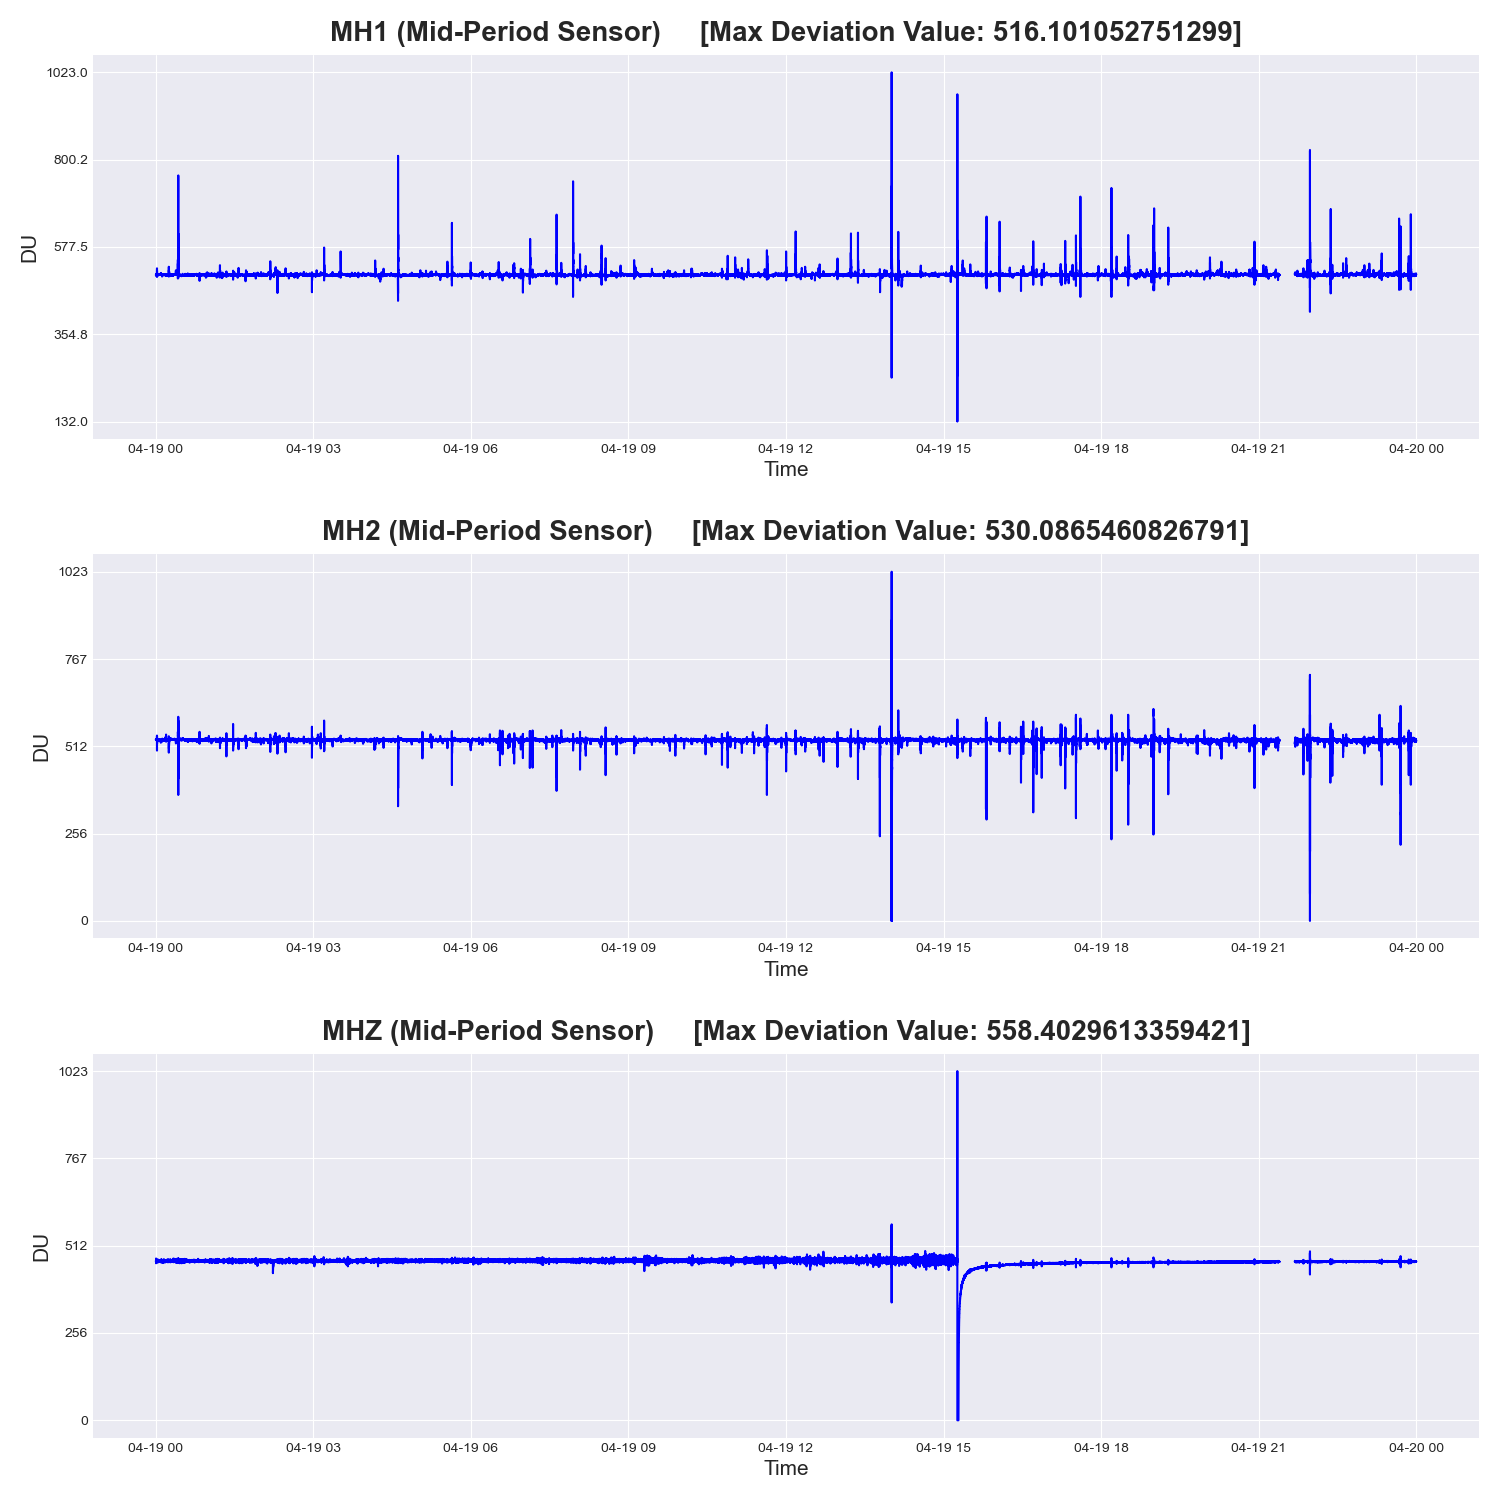 MH1 (Mid-Period Sensor) [Max Deviation Value: 516.101052751299]
1023.0
800.2
577.5
354.8
132.0
DU
04-19 00 04-19 03 04-19 06 04-19 09 04-19 12 04-19 15 04-19 18 04-19 21 04-20 00
Time
MH2 (Mid-Period Sensor) [Max Deviation Value: 530.0865460826791]
1023
767
512
256
0
DU
04-19 00 04-19 03 04-19 06 04-19 09 04-19 12 04-19 15 04-19 18 04-19 21 04-20 00
Time
MHZ (Mid-Period Sensor) [Max Deviation Value: 558.4029613359421]
1023
767
512
256
0
DU
04-19 00 04-19 03 04-19 06 04-19 09 04-19 12 04-19 15 04-19 18 04-19 21 04-20 00
Time